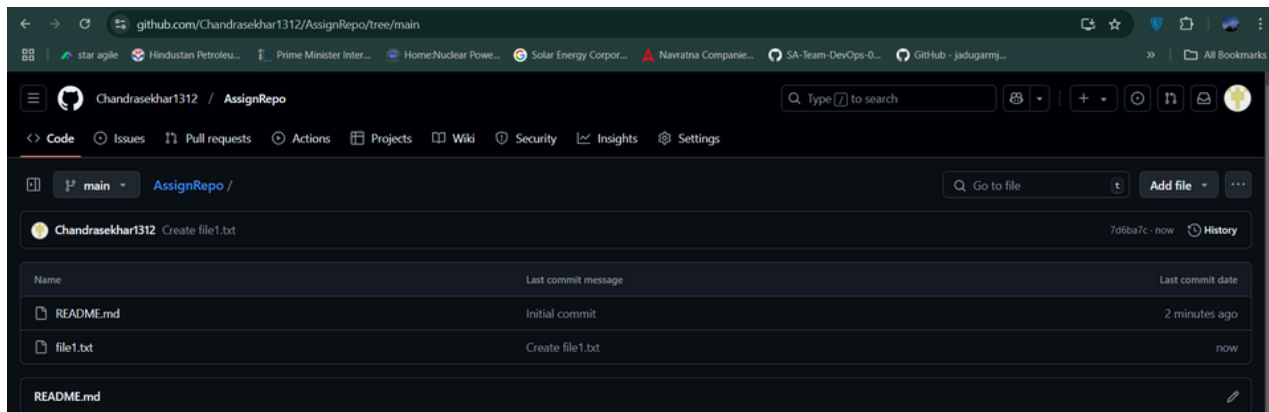 github.com/Chandrasekhar1312/AssignRepo/tree/main
star agile Hindustan Petroleu... Prime Minister Inter... Home:Nuclear Powe... Solar Energy Corpor... Navratna Companie... SA-Team-DevOps-0... GitHub - jadugarmj... » All Bookmarks
Chandrasekhar1312 / AssignRepo Type / to search
<> Code Issues Pull requests Actions Projects Wiki Security Insights Settings
main AssignRepo / Go to file t Add file ...
Chandrasekhar1312 Create file1.txt 7d6ba7c · now History
Name Last commit message Last commit date
README.md Initial commit 2 minutes ago
file1.txt Create file1.txt now
README.md